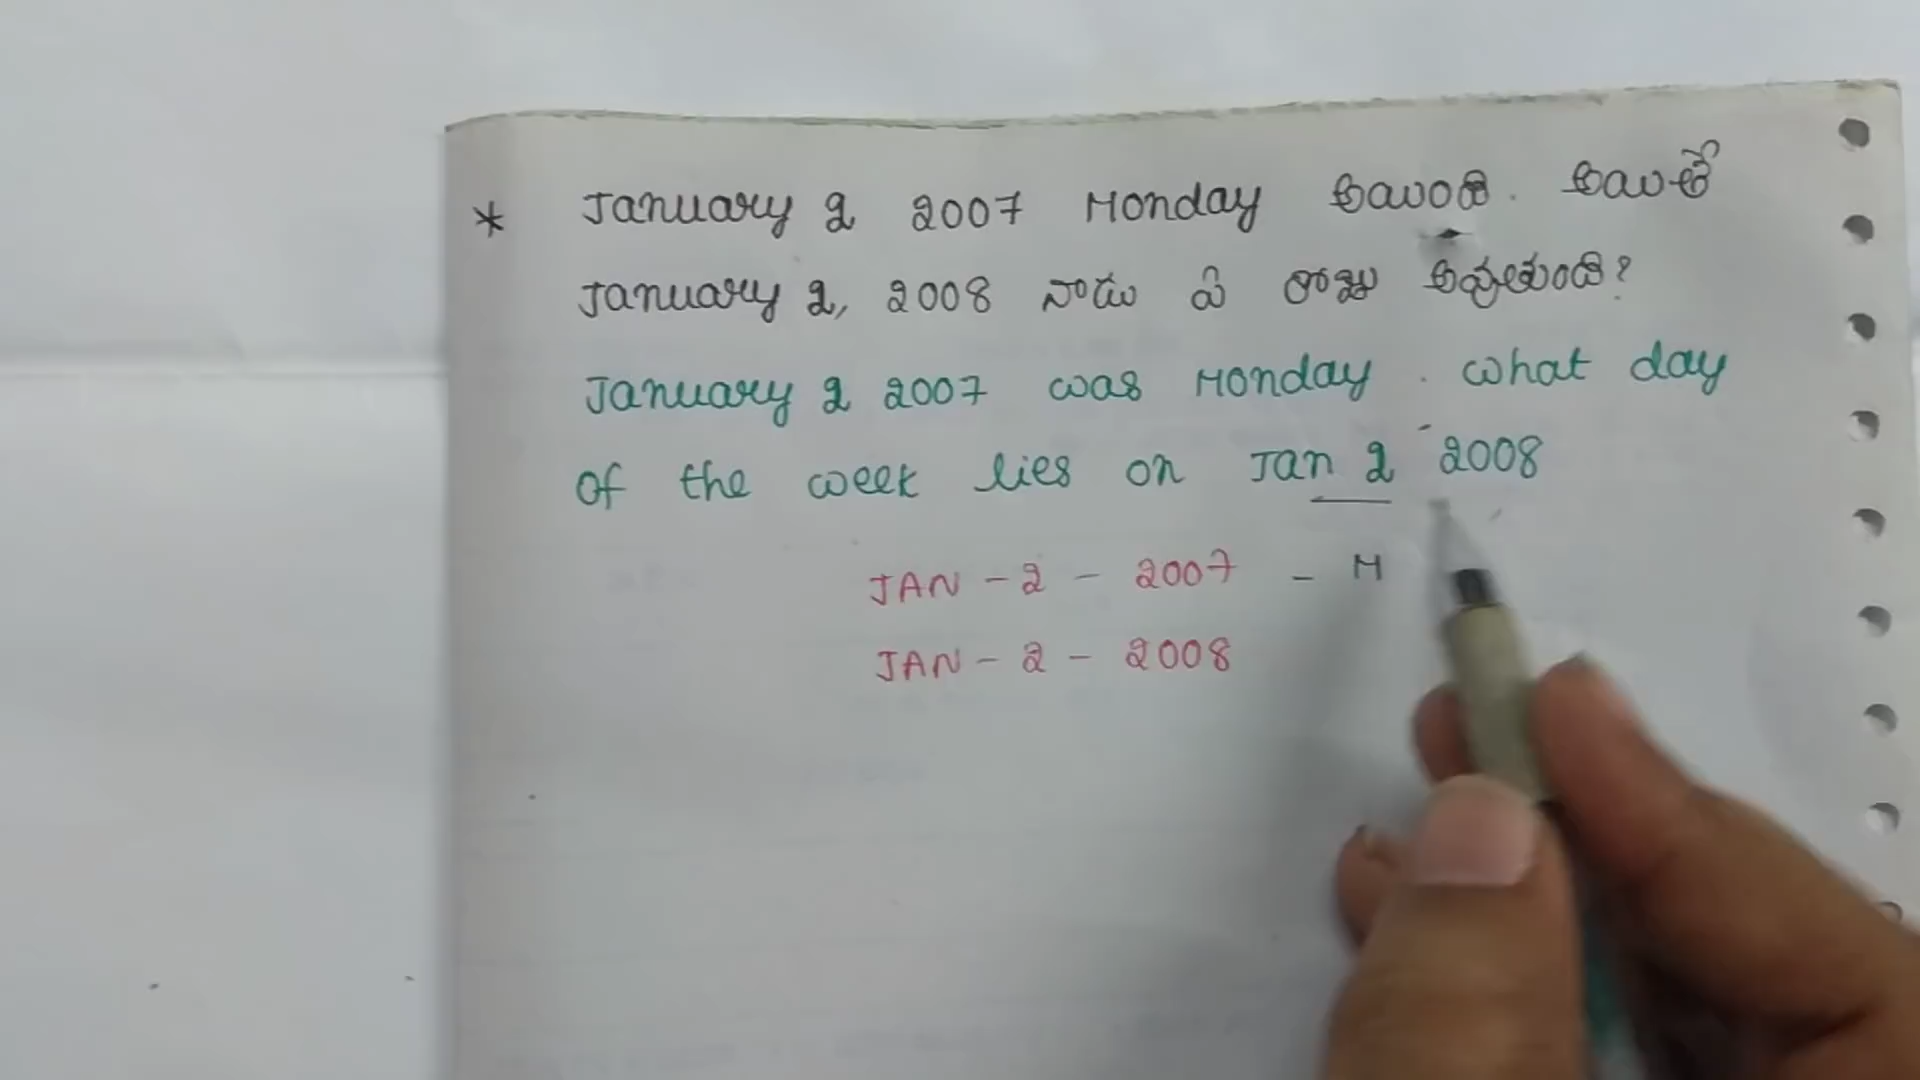 * January 2 2007 Monday అయింది. అయితే
January 2, 2008 నాడు ఏ రోజు అవుతుంది?
January 2 2007 was Monday. what day
of the week lies on Jan 2 2008
JAN - 2 - 2007 - M
JAN - 2 - 2008